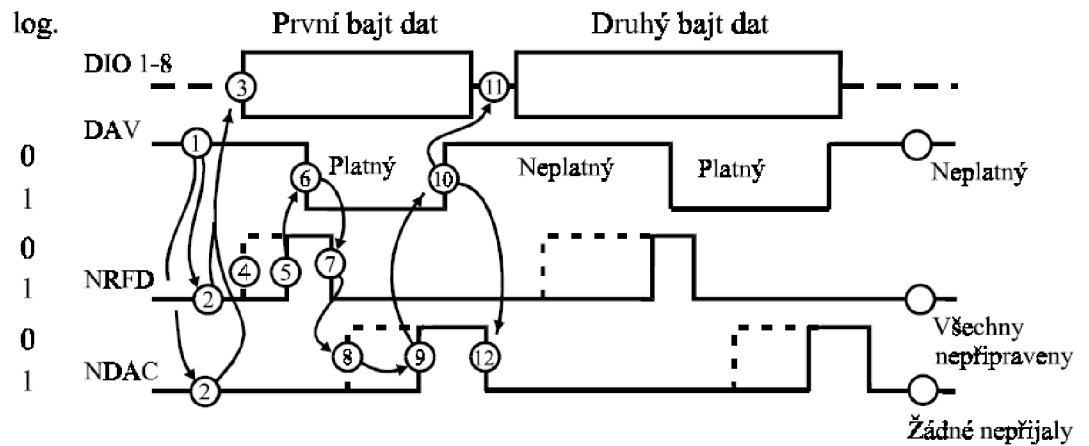 log.
První bajt dat
Druhý bajt dat
DIO 1-8
3
11
DAV
1
0
1
6
Platný
10
Neplatný
Platný
Neplatný
0
1
NRFD
2
4
5
7
0
1
NDAC
2
8
9
12
Všechny
nepřipraveny
Žádné nepřijaly